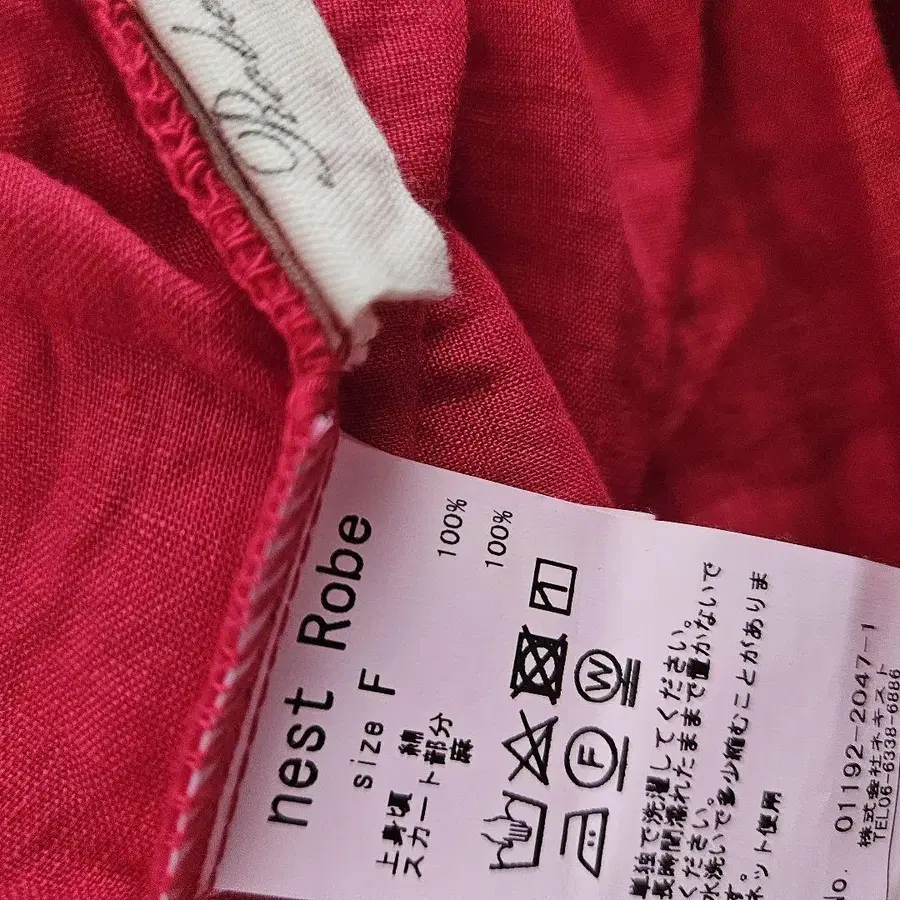 nest Robe
size F
上身頃 綿 100%
スカート部分 麻 100%
F W
単独で洗濯してください。
長時間濡れたままで置かないで
ください。
水洗いで多少縮むことがありま
す。
ネット使用
No. 01192-2047-1
株式会社ネキスト
TEL06-6338-6886